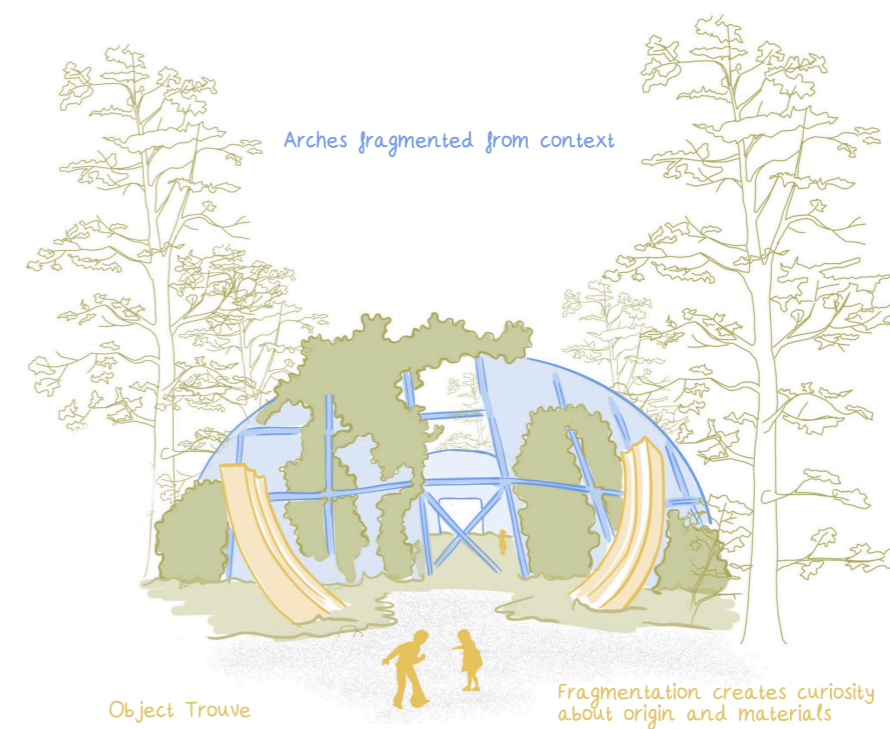 Arches fragmented from context
Object Trouve
Fragmentation creates curiosity
about origin and materials